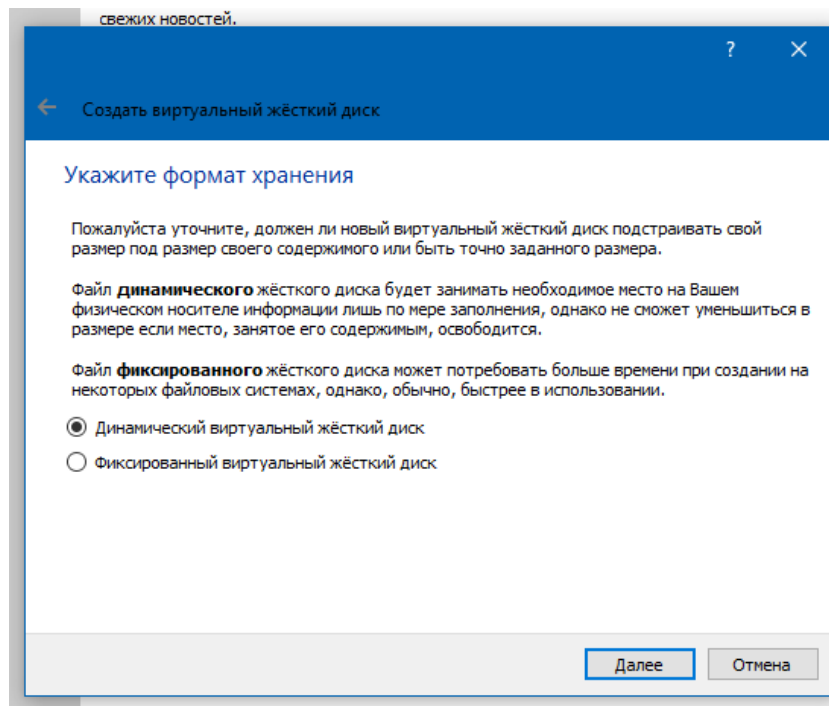 свежих новостей.
?
Создать виртуальный жёсткий диск
Укажите формат хранения
Пожалуйста уточните, должен ли новый виртуальный жёсткий диск подстраивать свой
размер под размер своего содержимого или быть точно заданного размера.
Файл динамического жёсткого диска будет занимать необходимое место на Вашем
физическом носителе информации лишь по мере заполнения, однако не сможет уменьшиться в
размере если место, занятое его содержимым, освободится.
Файл фиксированного жёсткого диска может потребовать больше времени при создании на
некоторых файловых системах, однако, обычно, быстрее в использовании.
Динамический виртуальный жёсткий диск
Фиксированный виртуальный жёсткий диск
Далее Отмена